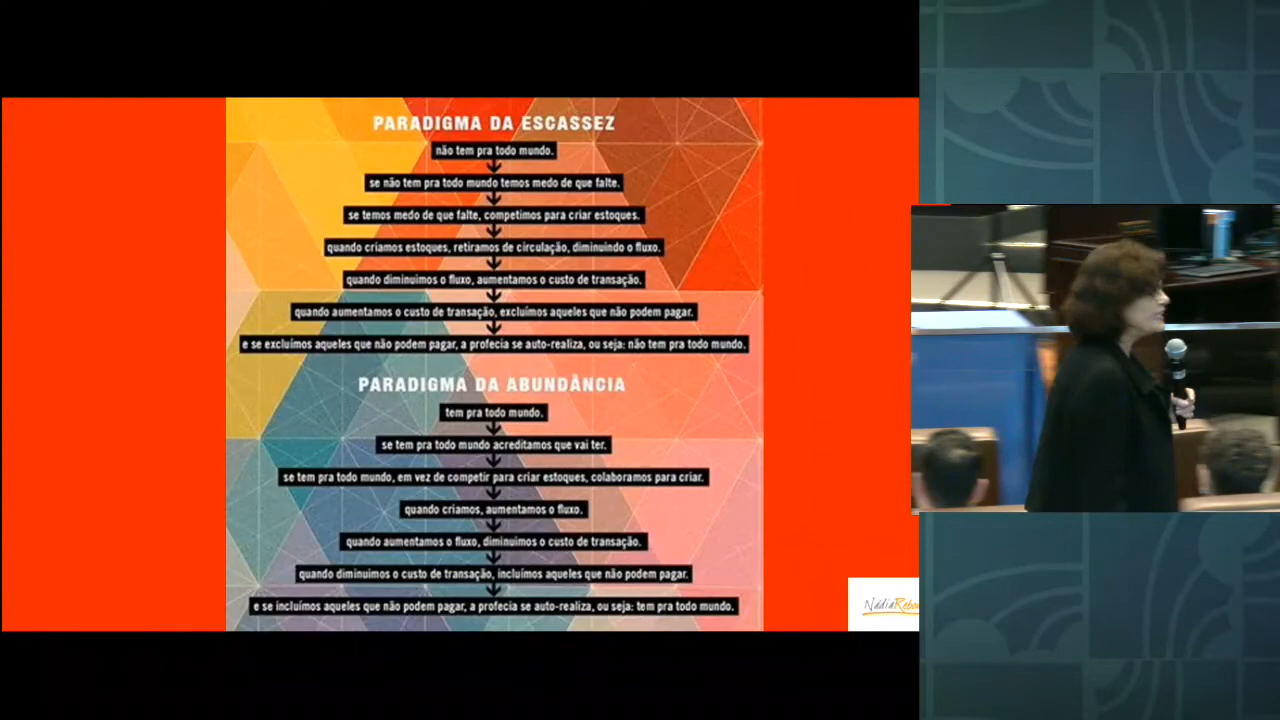 PARADIGMA DA ESCASSEZ
não tem pra todo mundo.
se não tem pra todo mundo temos medo de que falte.
se temos medo de que falte, competimos para criar estoques.
quando criamos estoques, retiramos de circulação, diminuindo o fluxo.
quando diminuimos o fluxo, aumentamos o custo de transação.
quando aumentamos o custo de transação, excluímos aqueles que não podem pagar.
e se excluímos aqueles que não podem pagar, a profecia se auto-realiza, ou seja: não tem pra todo mundo.
PARADIGMA DA ABUNDÂNCIA
tem pra todo mundo.
se tem pra todo mundo acreditamos que vai ter.
se tem pra todo mundo, em vez de competir para criar estoques, colaboramos para criar.
quando criamos, aumentamos o fluxo.
quando aumentamos o fluxo, diminuimos o custo de transação.
quando diminuimos o custo de transação, incluímos aqueles que não podem pagar.
e se incluímos aqueles que não podem pagar, a profecia se auto-realiza, ou seja: tem pra todo mundo.
Nádia